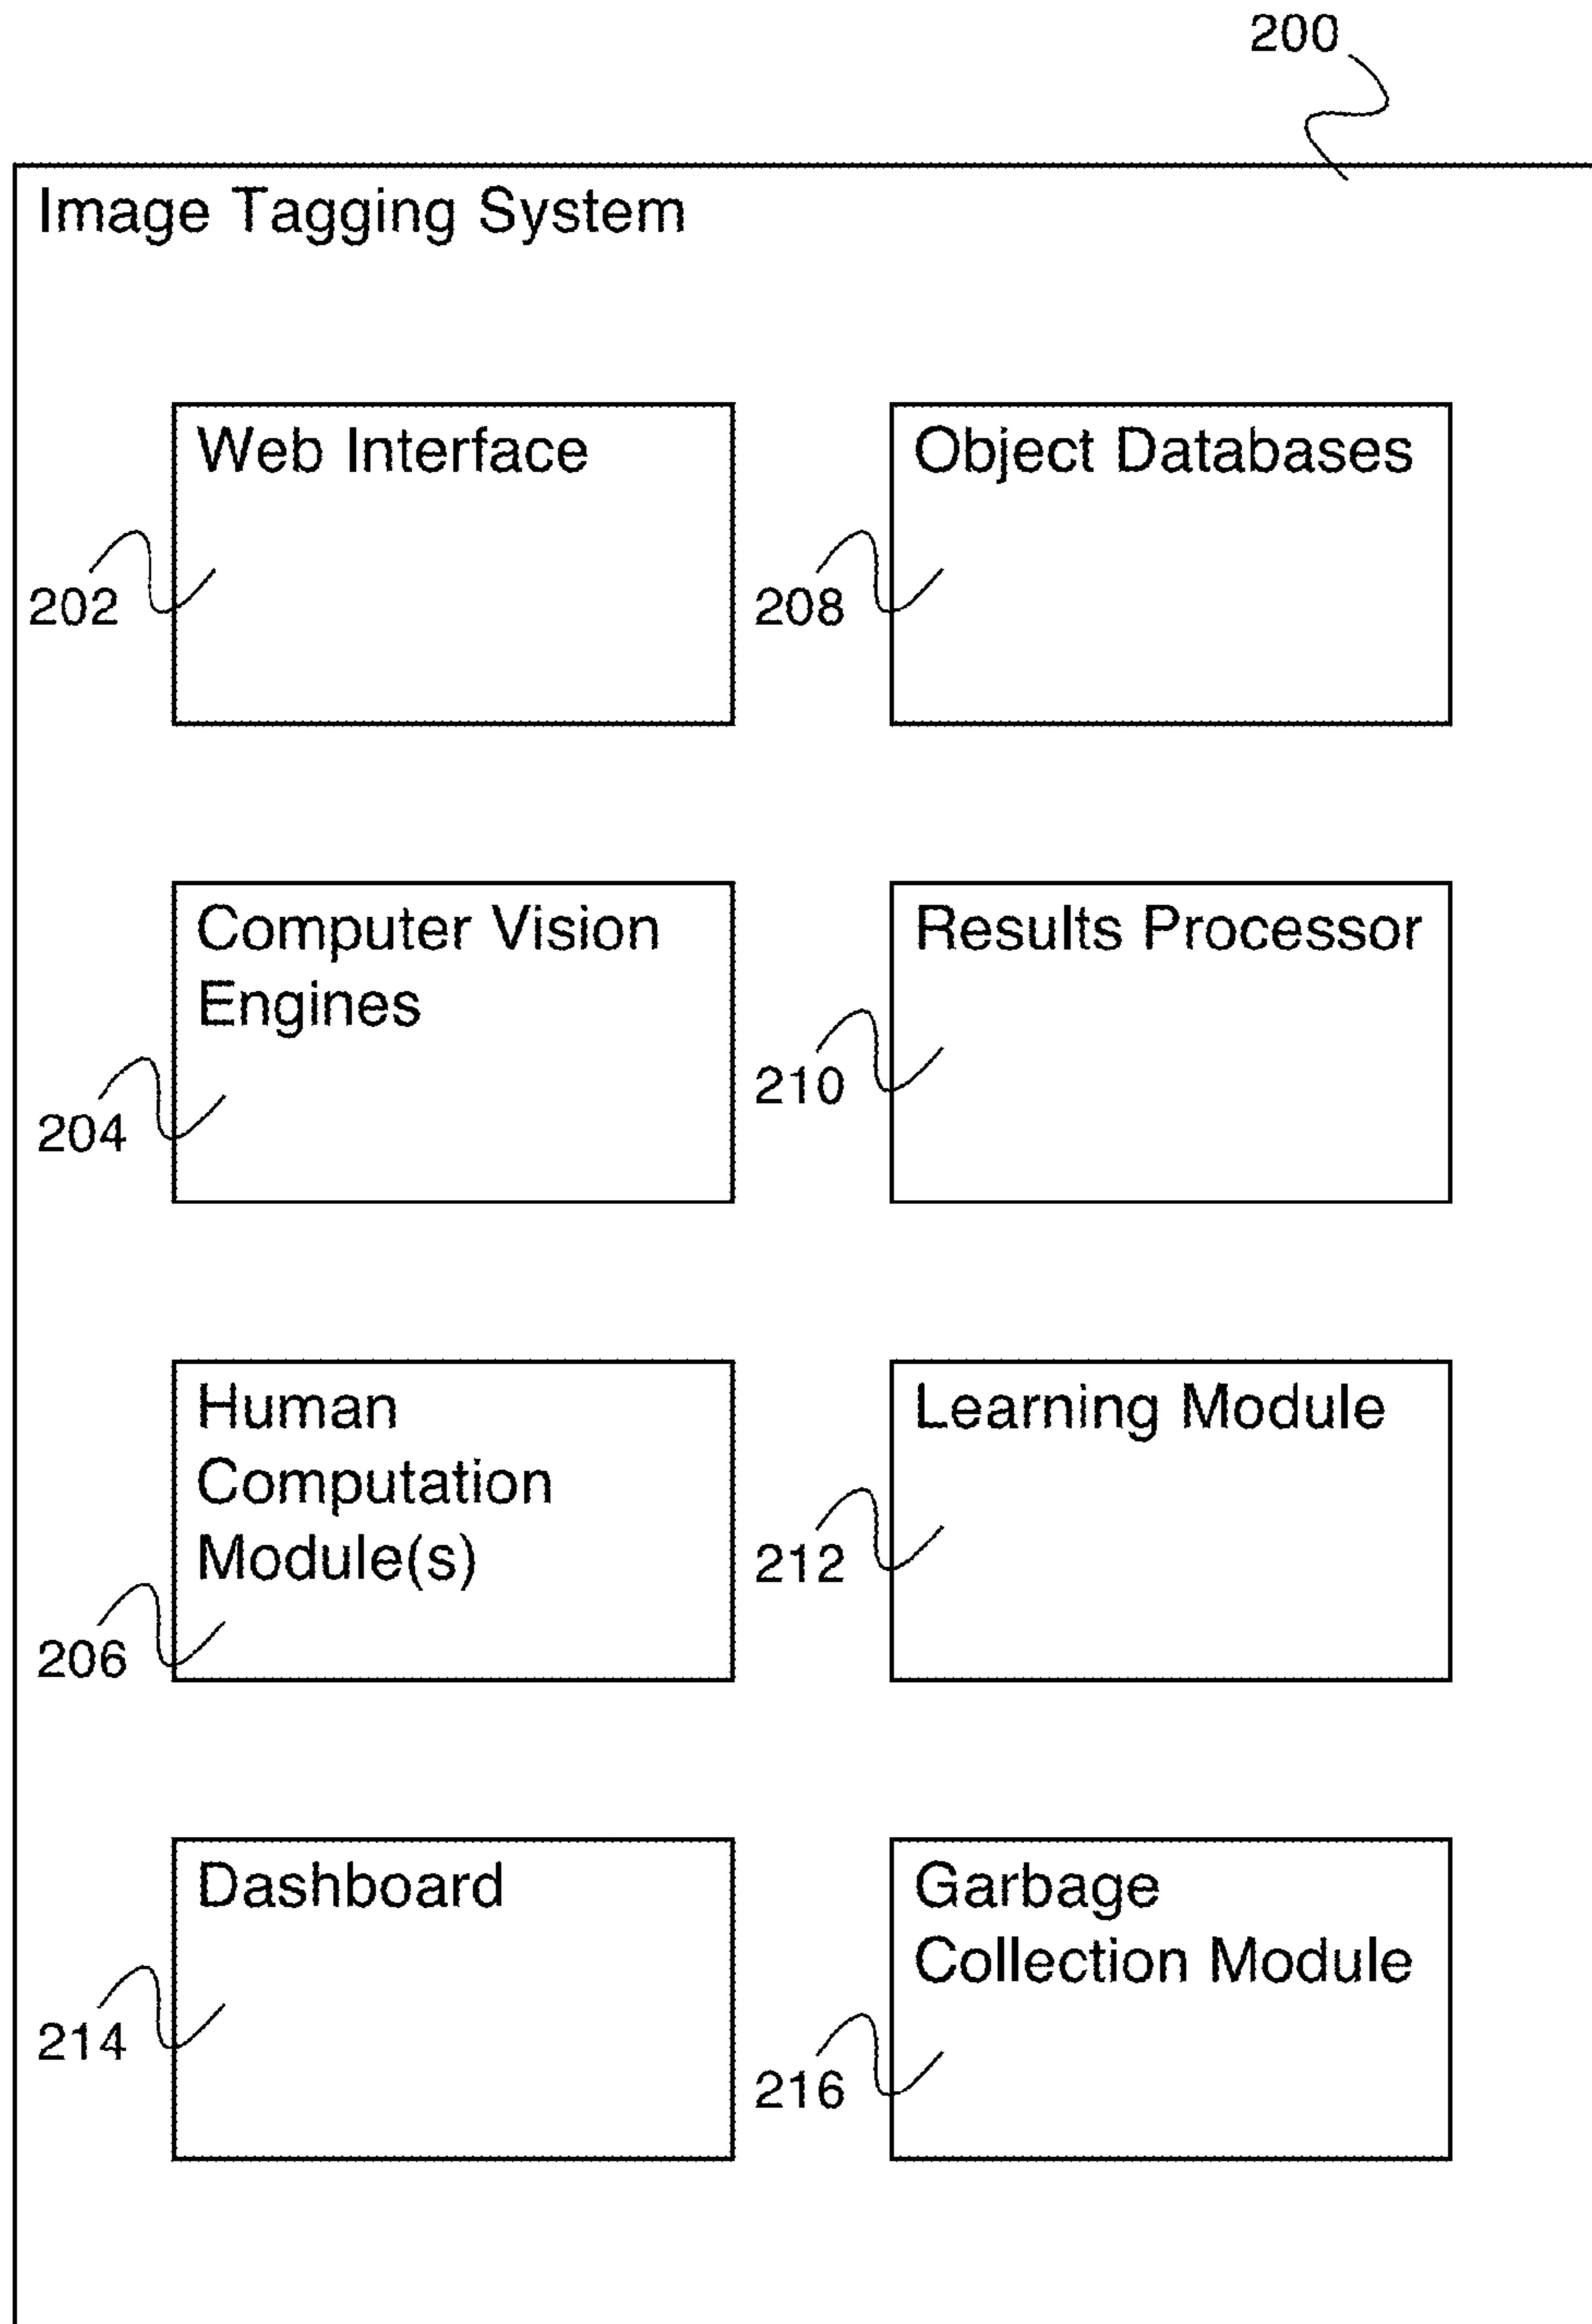 200
Image Tagging System
Web Interface
202
Object Databases
208
Computer Vision
Engines
204
Results Processor
210
Human
Computation
Module(s)
206
Learning Module
212
Dashboard
214
Garbage
Collection Module
216